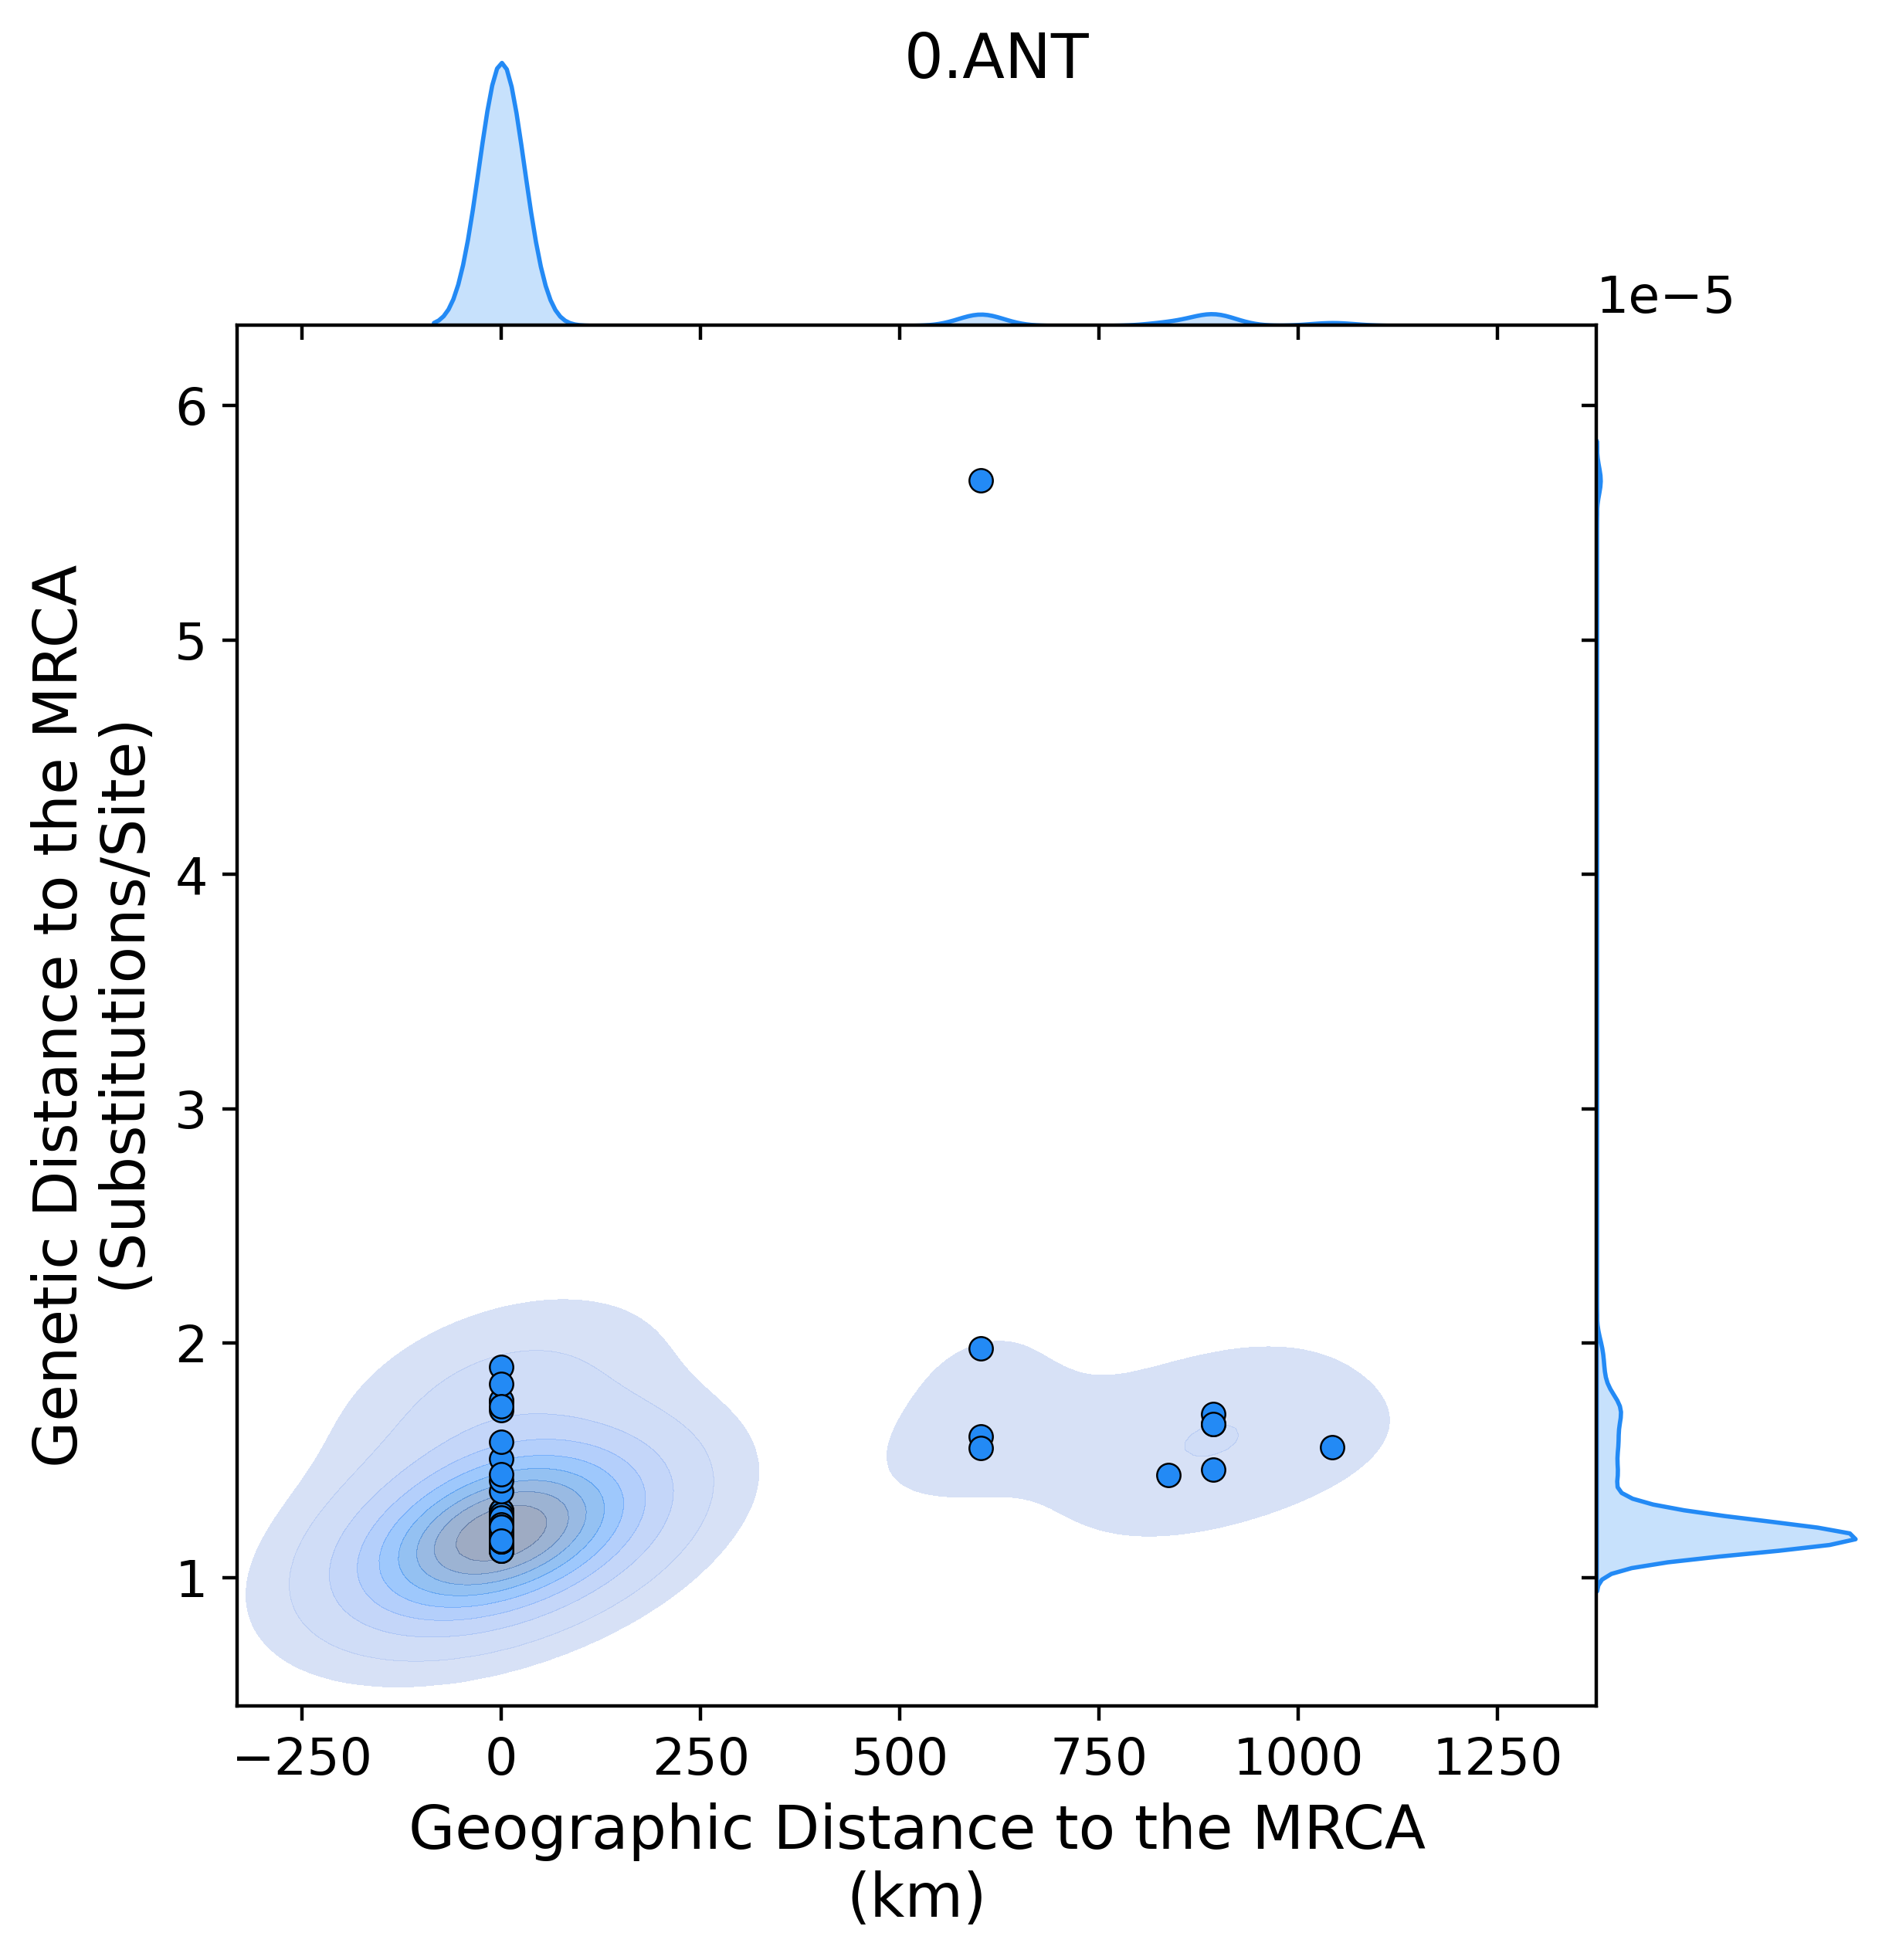 0.ANT
1e−5
6
5
4
3
2
1
Genetic Distance to the MRCA
(Substitutions/Site)
−250 0 250 500 750 1000 1250
Geographic Distance to the MRCA
(km)